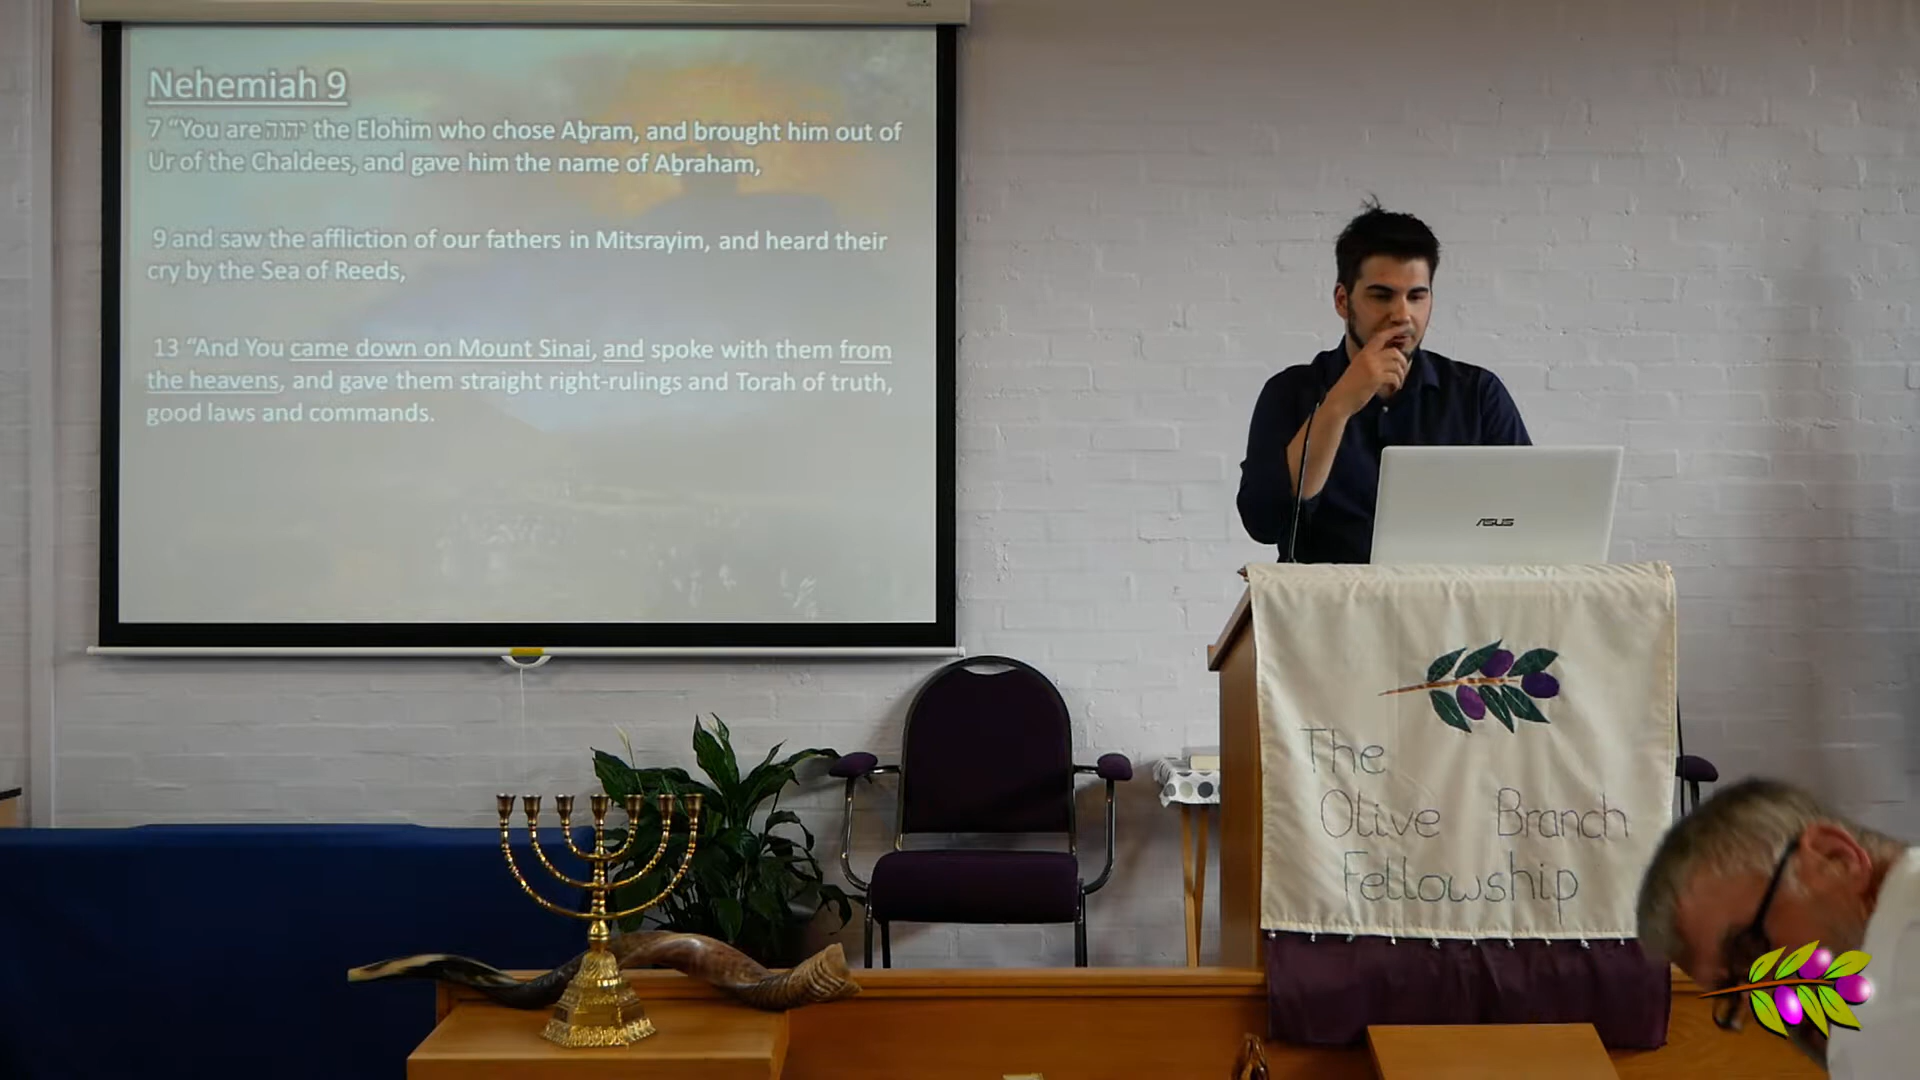 Nehemiah 9
7 “You are יהוה the Elohim who chose Aḇram, and brought him out of
Ur of the Chaldees, and gave him the name of Aḇraham,
9 and saw the affliction of our fathers in Mitsrayim, and heard their
cry by the Sea of Reeds,
13 “And You came down on Mount Sinai, and spoke with them from
the heavens, and gave them straight right-rulings and Torah of truth,
good laws and commands.
ASUS
The
Olive Branch
Fellowship